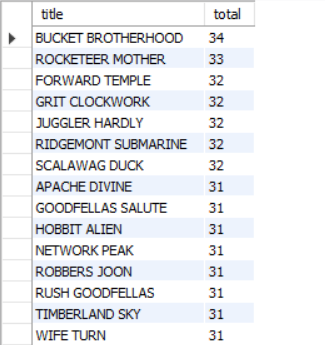 title total
BUCKET BROTHERHOOD 34
ROCKETEER MOTHER 33
FORWARD TEMPLE 32
GRIT CLOCKWORK 32
JUGGLER HARDLY 32
RIDGEMONT SUBMARINE 32
SCALAWAG DUCK 32
APACHE DIVINE 31
GOODFELLAS SALUTE 31
HOBBIT ALIEN 31
NETWORK PEAK 31
ROBBERS JOON 31
RUSH GOODFELLAS 31
TIMBERLAND SKY 31
WIFE TURN 31